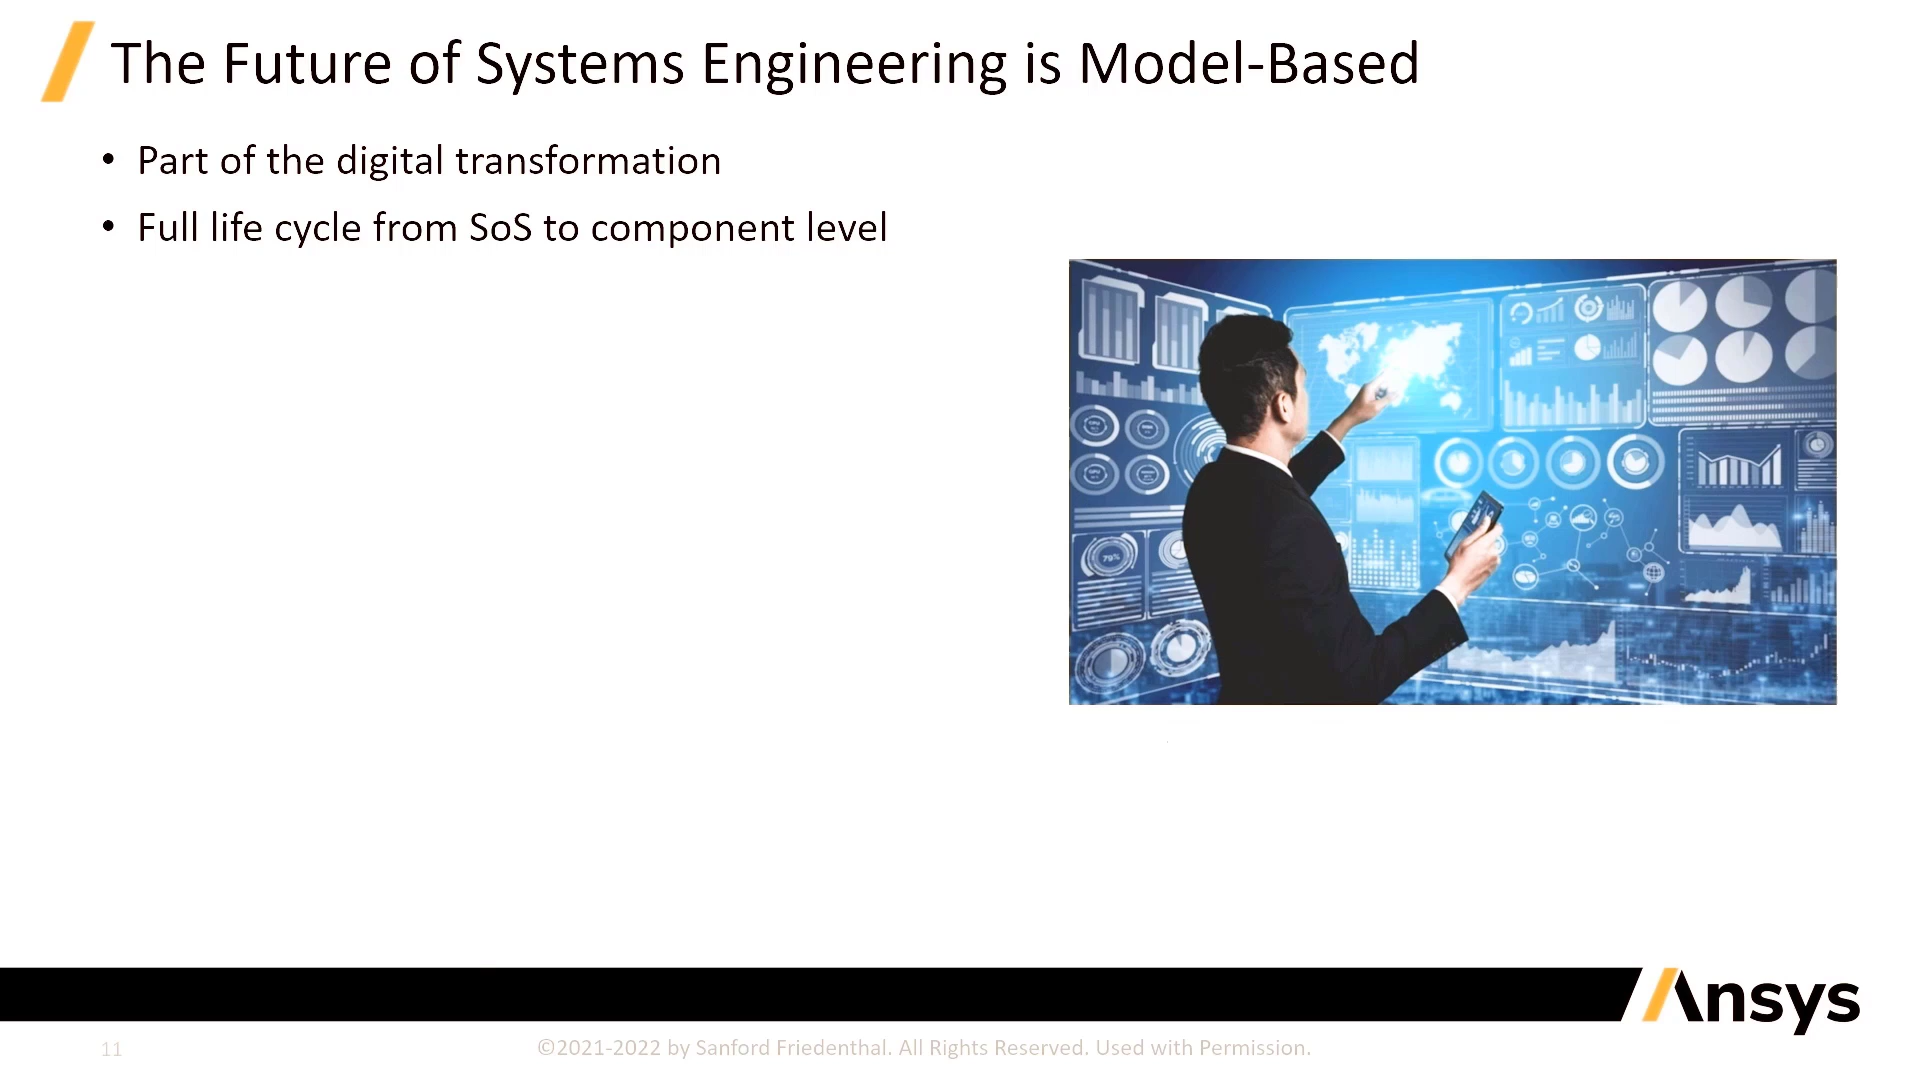 The Future of Systems Engineering is Model-Based
• Part of the digital transformation
• Full life cycle from SoS to component level
79%
Ansys
11
©2021-2022 by Sanford Friedenthal. All Rights Reserved. Used with Permission.